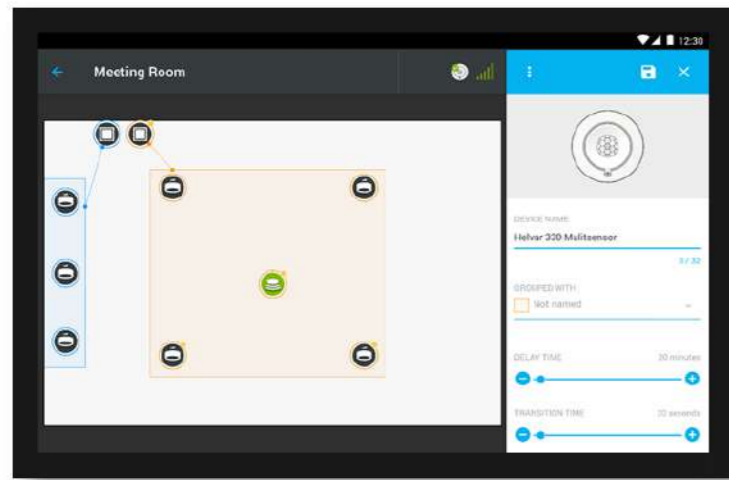 12:30
Meeting Room
DEVICE NAME
Helvar 320 Mulitsensor
GROUPED WITH
Not named
DELAY TIME 20 minutes
TRANSITION TIME 20 seconds